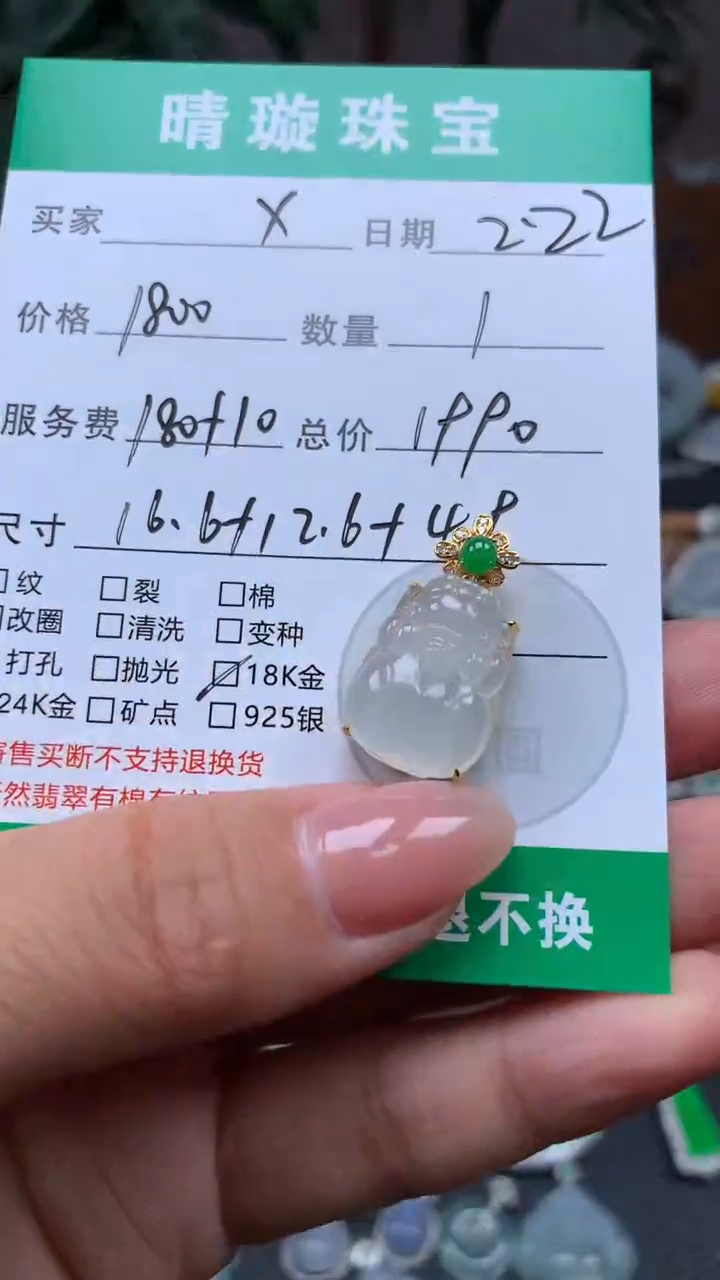 晴璇珠宝
买家 X 日期 2.22
价格 1800 数量 1
服务费 180+10 总价 1990
尺寸 16.6+12.6+4.8
纹 裂 棉
改圈 清洗 变种
打孔 抛光 18K金
24K金 矿点 925银
寄售买断不支持退换货
然翡翠有棉有
退不换